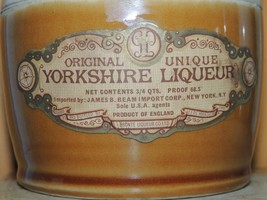 ORIGINAL UNIQUE
YORKSHIRE LIQUEUR
NET CONTENTS 3/4 QTS. PROOF
Imported by: JAMES B. BEAM IMPORT CORP., NEW YORK, N.Y.
Sole U.S.A. agents
PRODUCT OF ENGLAND